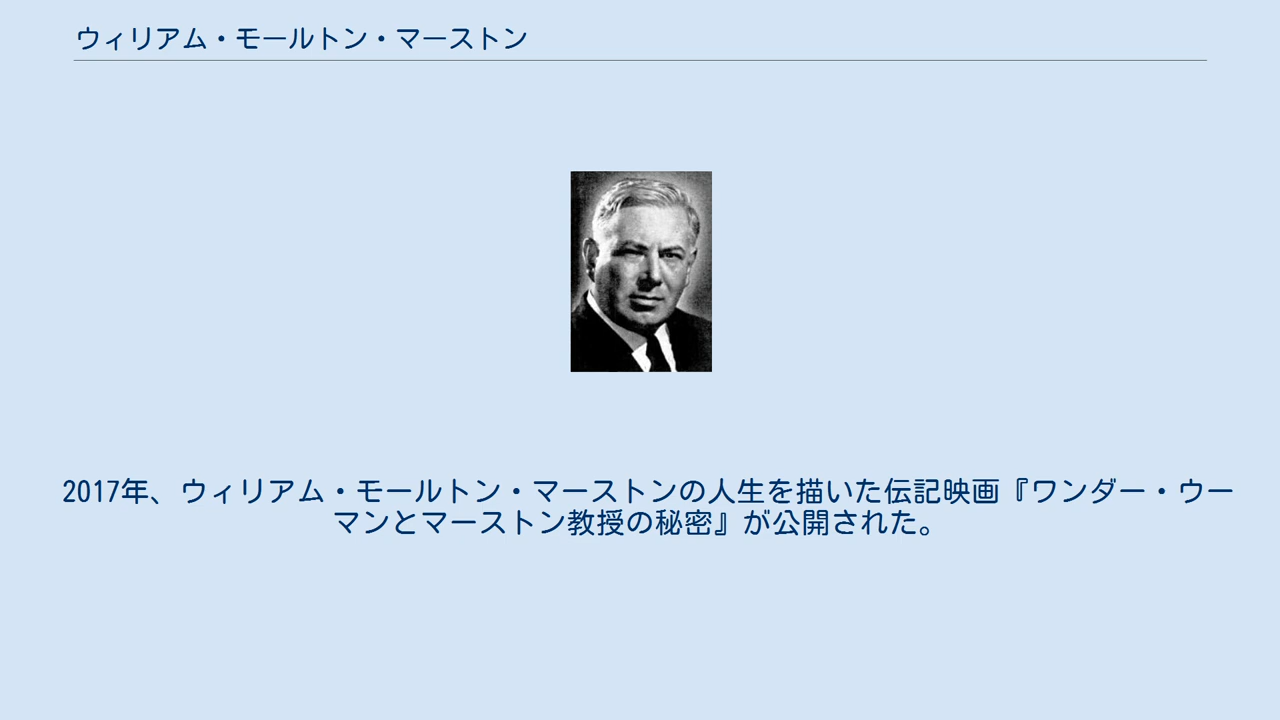 ウィリアム・モールトン・マーストン
2017年、ウィリアム・モールトン・マーストンの人生を描いた伝記映画『ワンダー・ウー
マンとマーストン教授の秘密』が公開された。